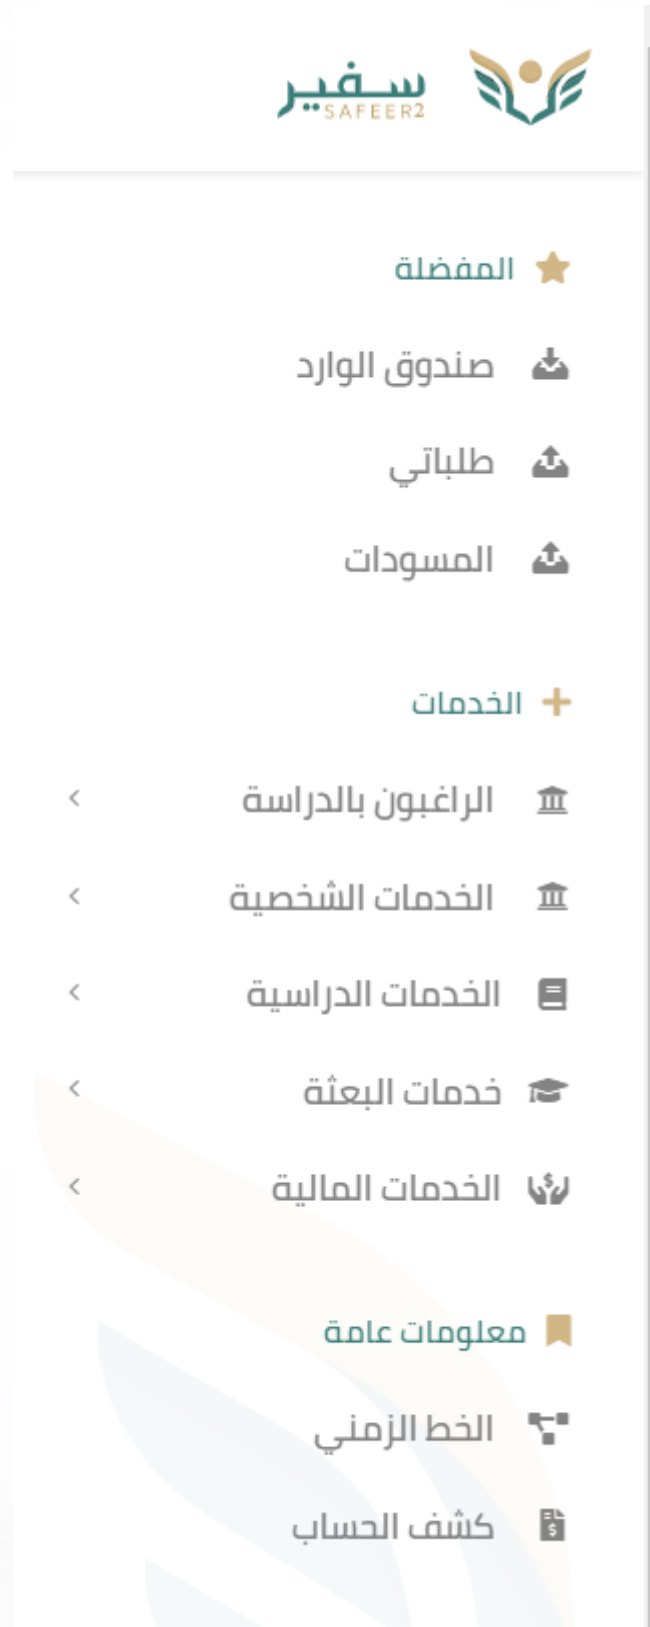 سفير
SAFEER2
المفضلة
صندوق الوارد
طلباتي
المسودات
الخدمات
الراغبون بالدراسة
الخدمات الشخصية
الخدمات الدراسية
خدمات البعثة
الخدمات المالية
معلومات عامة
الخط الزمني
كشف الحساب